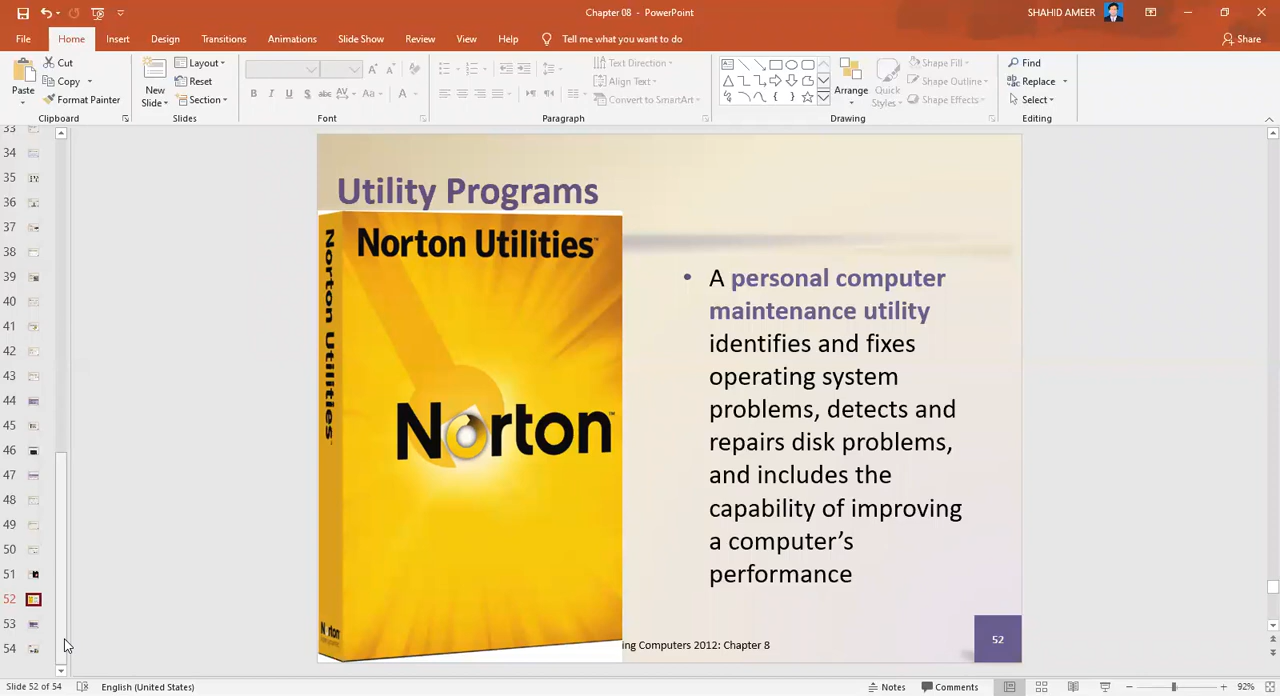 Chapter 08 - PowerPoint
SHAHID AMEER
File Home Insert Design Transitions Animations Slide Show Review View Help Tell me what you want to do Share
Paste
Cut
Copy
Format Painter
Clipboard
New Slide
Layout
Reset
Section
Slides
B I U S abc AV Aa A
Font
Text Direction
Align Text
Convert to SmartArt
Paragraph
Arrange
Quick Styles
Shape Fill
Shape Outline
Shape Effects
Drawing
Find
Replace
Select
Editing
33
34
35
36
37
38
39
40
41
42
43
44
45
46
47
48
49
50
51
52
53
54
Utility Programs
Norton Utilities™
Norton Utilities
Norton™
Norton
• A personal computer
maintenance utility
identifies and fixes
operating system
problems, detects and
repairs disk problems,
and includes the
capability of improving
a computer’s
performance
ing Computers 2012: Chapter 8
52
Slide 52 of 54 English (United States) Notes Comments 92%